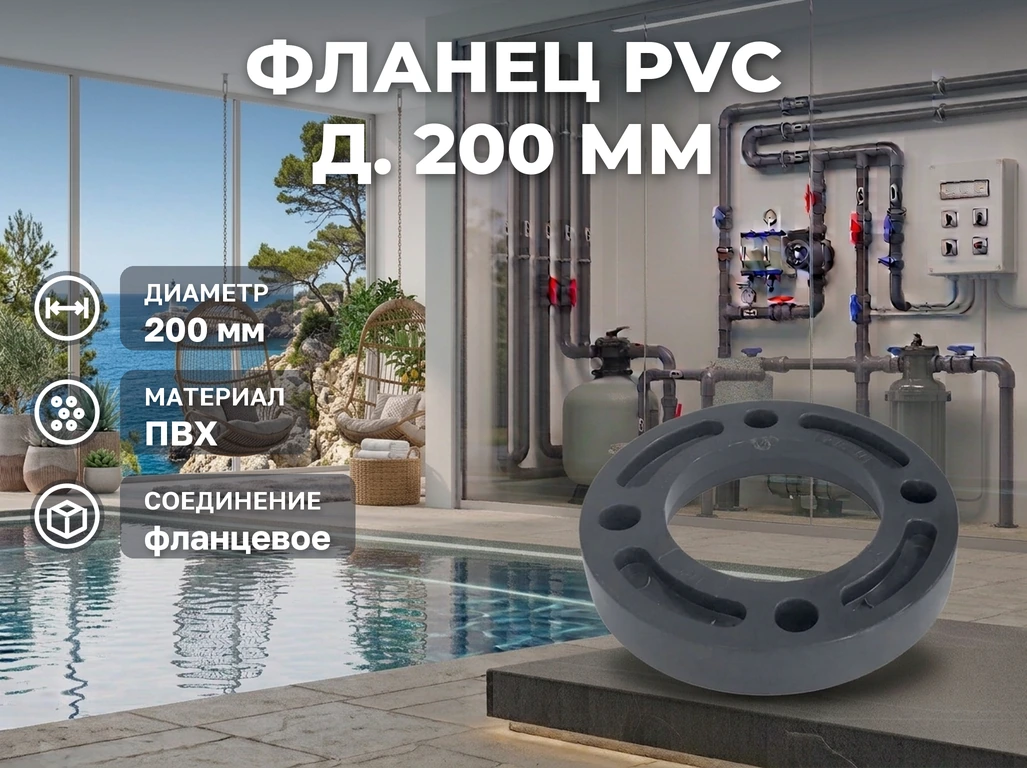 ФЛАНЕЦ PVC
Д. 200 ММ
ДИАМЕТР
200 мм
МАТЕРИАЛ
ПВХ
СОЕДИНЕНИЕ
фланцевое